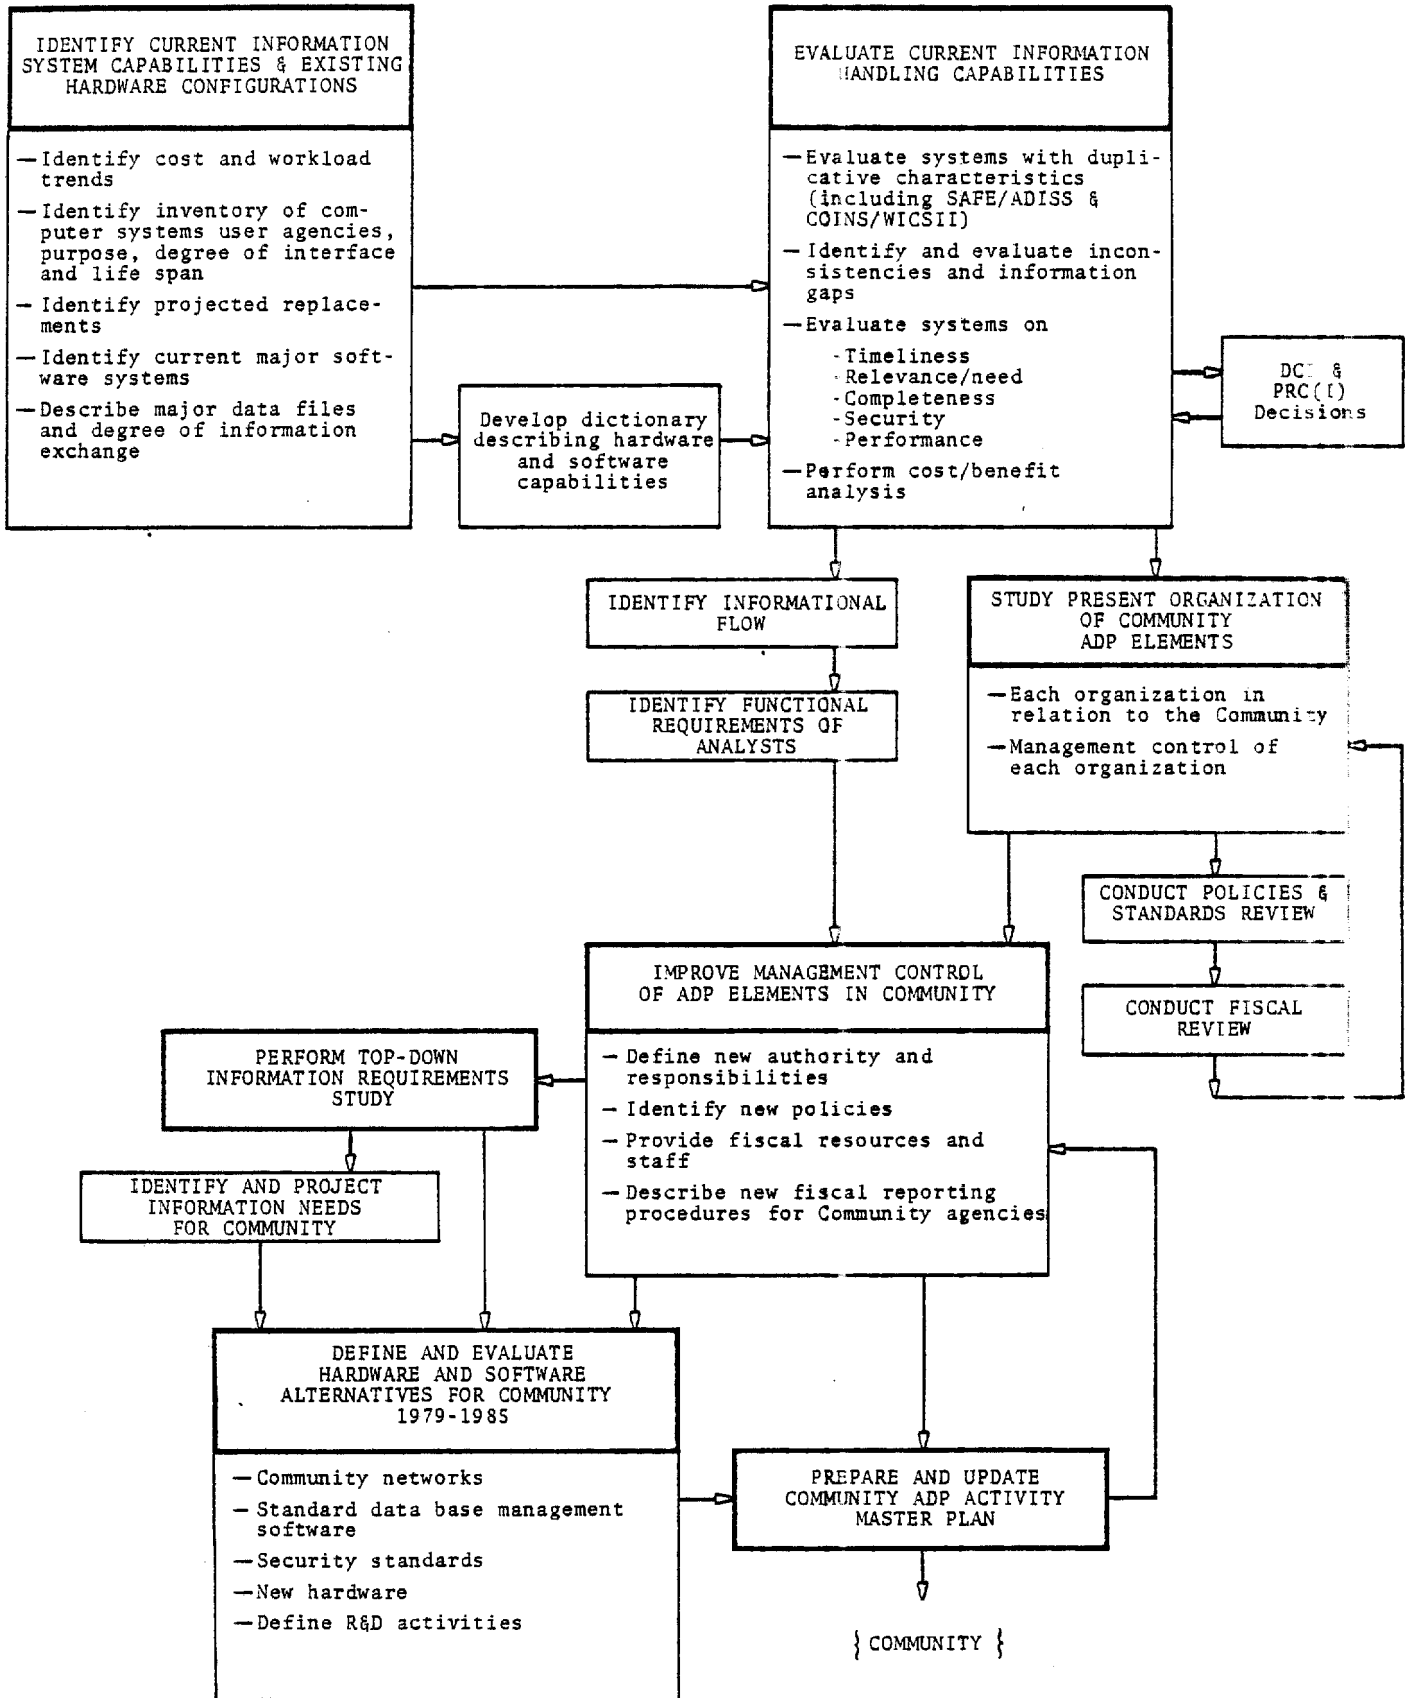 IDENTIFY CURRENT INFORMATION
SYSTEM CAPABILITIES & EXISTING
HARDWARE CONFIGURATIONS
—Identify cost and workload
trends
—Identify inventory of com-
puter systems user agencies,
purpose, degree of interface
and life span
—Identify projected replace-
ments
—Identify current major soft-
ware systems
—Describe major data files
and degree of information
exchange
Develop dictionary
describing hardware
and software
capabilities
EVALUATE CURRENT INFORMATION
HANDLING CAPABILITIES
—Evaluate systems with dupli-
cative characteristics
(including SAFE/ADISS &
COINS/WICSII)
—Identify and evaluate incon-
sistencies and information
gaps
—Evaluate systems on
-Timeliness
-Relevance/need
-Completeness
-Security
-Performance
—Perform cost/benefit
analysis
DCI &
PRC(I)
Decisions
IDENTIFY INFORMATIONAL
FLOW
IDENTIFY FUNCTIONAL
REQUIREMENTS OF
ANALYSTS
STUDY PRESENT ORGANIZATION
OF COMMUNITY
ADP ELEMENTS
—Each organization in
relation to the Community
—Management control of
each organization
CONDUCT POLICIES &
STANDARDS REVIEW
CONDUCT FISCAL
REVIEW
IMPROVE MANAGEMENT CONTROL
OF ADP ELEMENTS IN COMMUNITY
— Define new authority and
responsibilities
— Identify new policies
— Provide fiscal resources and
staff
— Describe new fiscal reporting
procedures for Community agencies
PERFORM TOP-DOWN
INFORMATION REQUIREMENTS
STUDY
IDENTIFY AND PROJECT
INFORMATION NEEDS
FOR COMMUNITY
DEFINE AND EVALUATE
HARDWARE AND SOFTWARE
ALTERNATIVES FOR COMMUNITY
1979-1985
—Community networks
—Standard data base management
software
—Security standards
—New hardware
—Define R&D activities
PREPARE AND UPDATE
COMMUNITY ADP ACTIVITY
MASTER PLAN
} COMMUNITY {